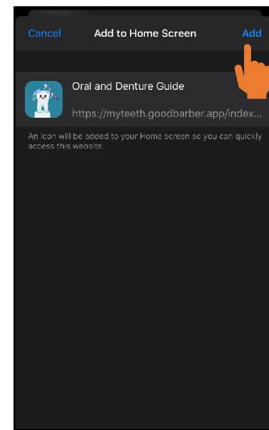 Cancel Add to Home Screen Add
Oral and Denture Guide
https://myteeth.goodbarber.app/index...
An icon will be added to your Home screen so you can quickly
access this website.